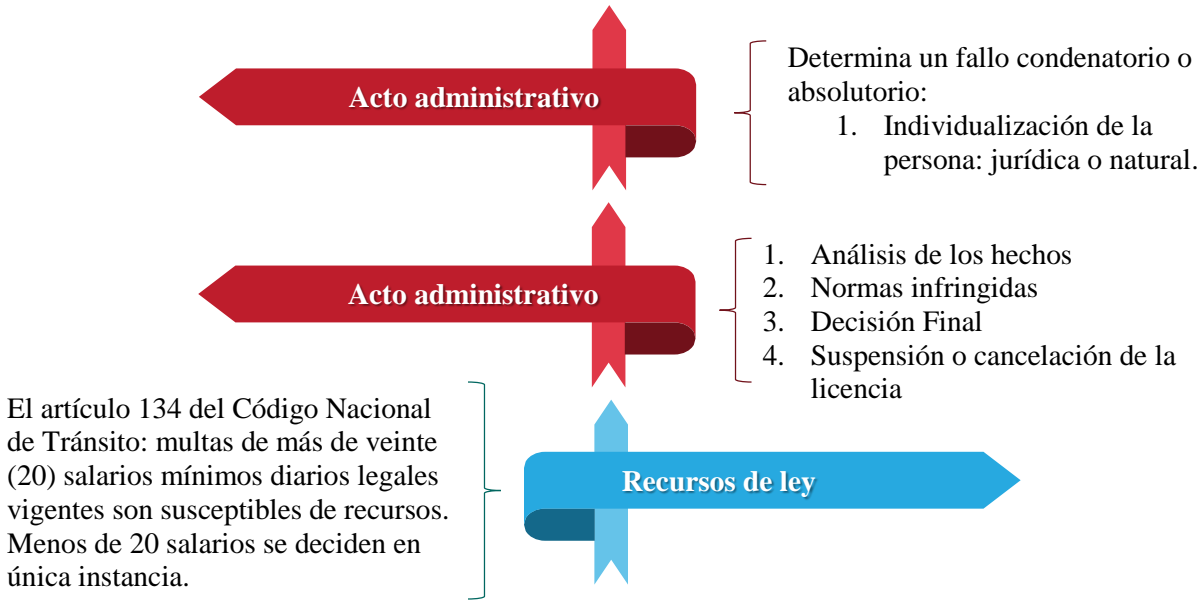 Acto administrativo
Determina un fallo condenatorio o
absolutorio:
1. Individualización de la
persona: jurídica o natural.
Acto administrativo
1. Análisis de los hechos
2. Normas infringidas
3. Decisión Final
4. Suspensión o cancelación de la
licencia
El artículo 134 del Código Nacional
de Tránsito: multas de más de veinte
(20) salarios mínimos diarios legales
vigentes son susceptibles de recursos.
Menos de 20 salarios se deciden en
única instancia.
Recursos de ley